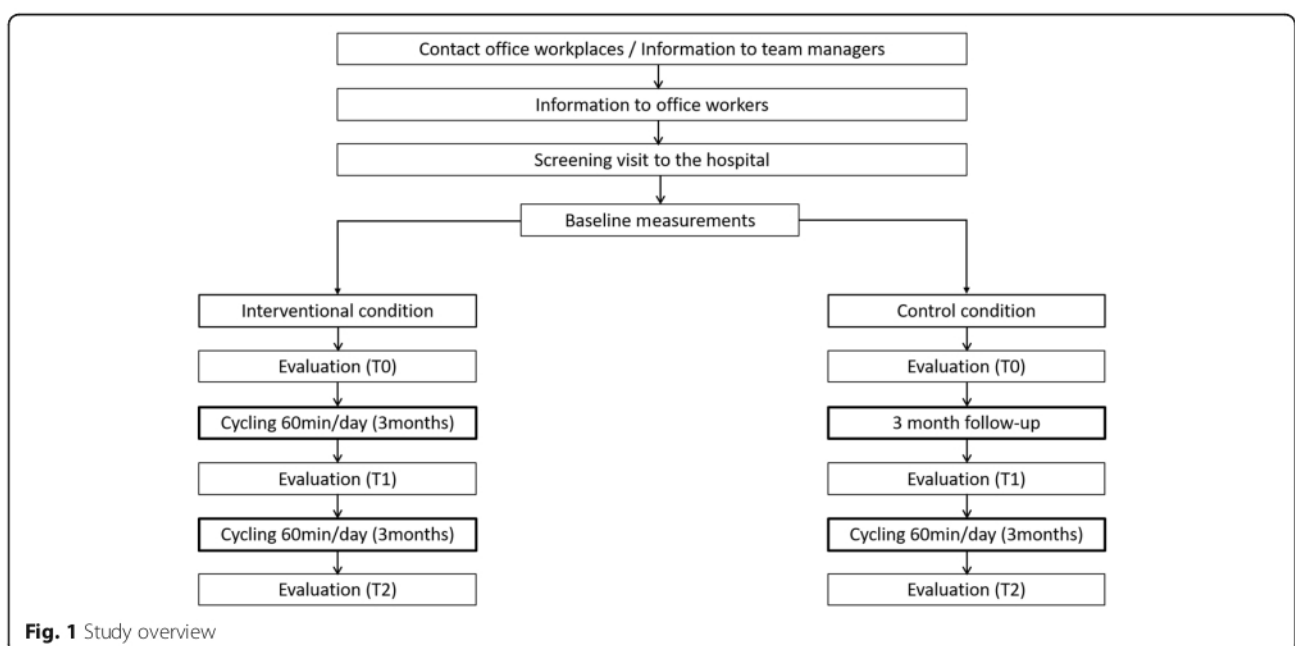 Contact office workplaces / Information to team managers
Information to office workers
Screening visit to the hospital
Baseline measurements
Interventional condition
Evaluation (T0)
Cycling 60min/day (3months)
Evaluation (T1)
Cycling 60min/day (3months)
Evaluation (T2)
Control condition
Evaluation (T0)
3 month follow-up
Evaluation (T1)
Cycling 60min/day (3months)
Evaluation (T2)
Fig. 1 Study overview